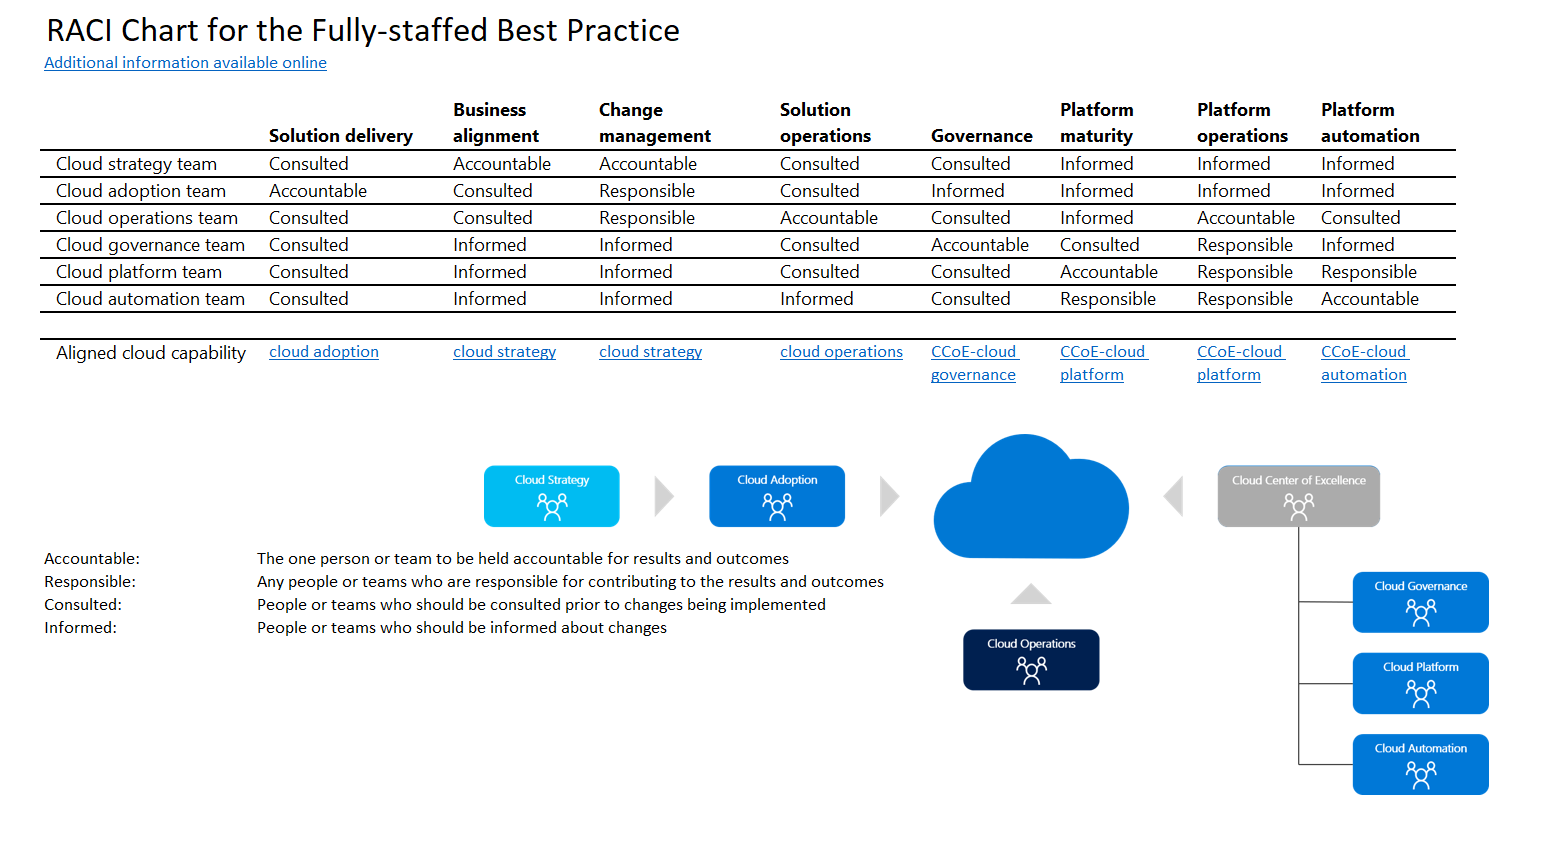 RACI Chart for the Fully-staffed Best Practice
Additional information available online
Solution delivery Business alignment Change management Solution operations Governance Platform maturity Platform operations Platform automation
Cloud strategy team Consulted Accountable Accountable Consulted Consulted Informed Informed Informed
Cloud adoption team Accountable Consulted Responsible Consulted Informed Informed Informed Informed
Cloud operations team Consulted Consulted Responsible Accountable Consulted Informed Accountable Consulted
Cloud governance team Consulted Informed Informed Consulted Accountable Consulted Responsible Informed
Cloud platform team Consulted Informed Informed Consulted Consulted Accountable Responsible Responsible
Cloud automation team Consulted Informed Informed Informed Consulted Responsible Responsible Accountable
Aligned cloud capability cloud adoption cloud strategy cloud strategy cloud operations CCoE-cloud governance CCoE-cloud platform CCoE-cloud platform CCoE-cloud automation
Cloud Strategy
Cloud Adoption
Cloud Center of Excellence
Accountable: The one person or team to be held accountable for results and outcomes
Responsible: Any people or teams who are responsible for contributing to the results and outcomes
Consulted: People or teams who should be consulted prior to changes being implemented
Informed: People or teams who should be informed about changes
Cloud Governance
Cloud Operations
Cloud Platform
Cloud Automation